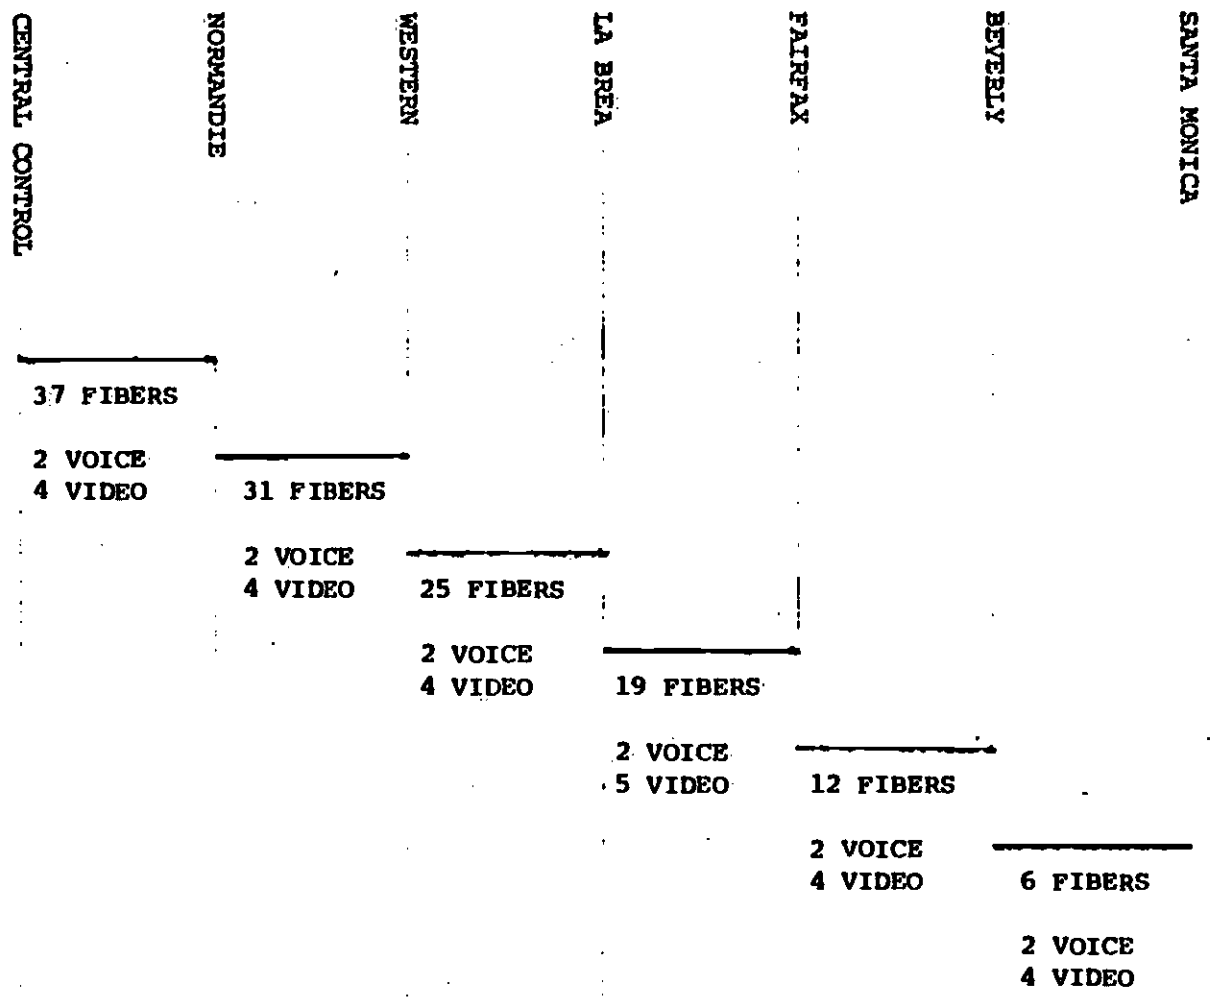 CENTRAL CONTROL
NORMANDIE
WESTERN
LA BREA
FAIRFAX
BEVERLY
SANTA MONICA
37 FIBERS
2 VOICE
4 VIDEO
31 FIBERS
2 VOICE
4 VIDEO
25 FIBERS
2 VOICE
4 VIDEO
19 FIBERS
2 VOICE
5 VIDEO
12 FIBERS
2 VOICE
4 VIDEO
6 FIBERS
2 VOICE
4 VIDEO